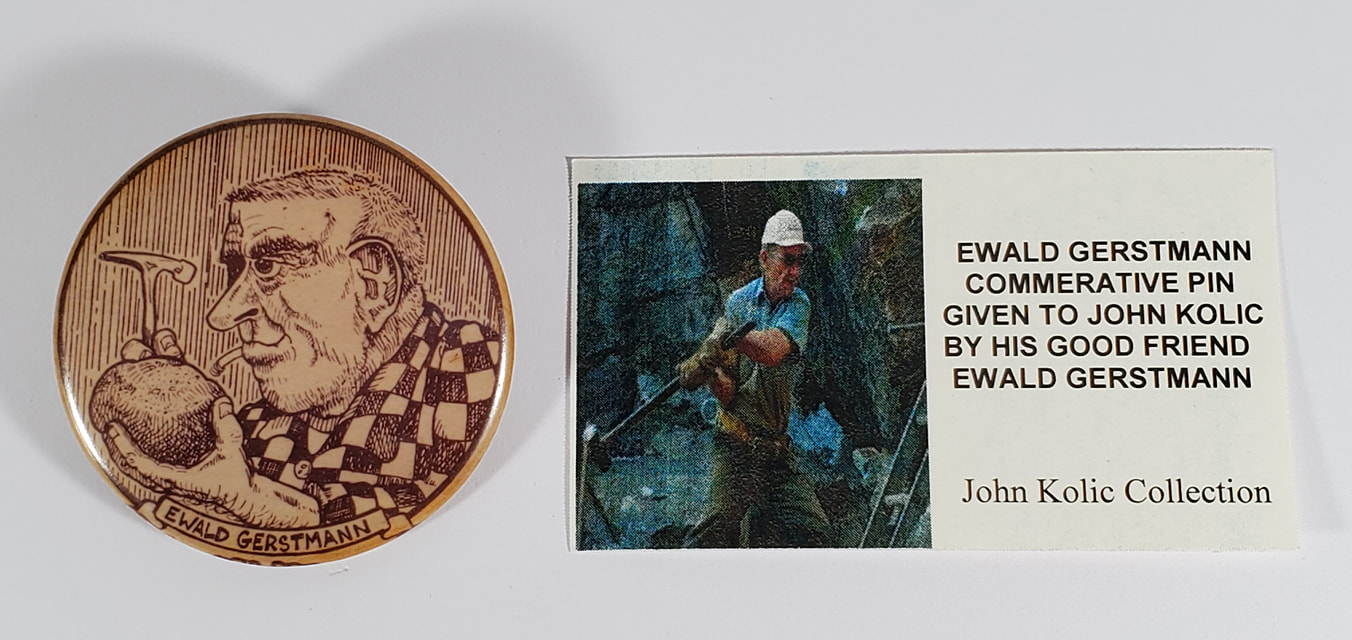 EWALD GERSTMANN
EWALD GERSTMANN
COMMERATIVE PIN
GIVEN TO JOHN KOLIC
BY HIS GOOD FRIEND
EWALD GERSTMANN
John Kolic Collection